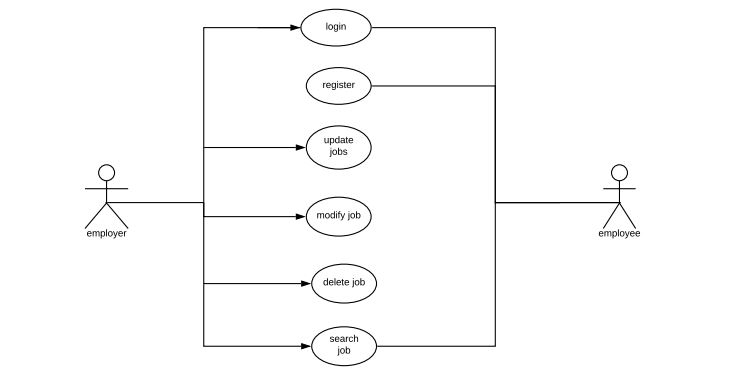 login
register
update
jobs
modify job
employer
employee
delete job
search
job